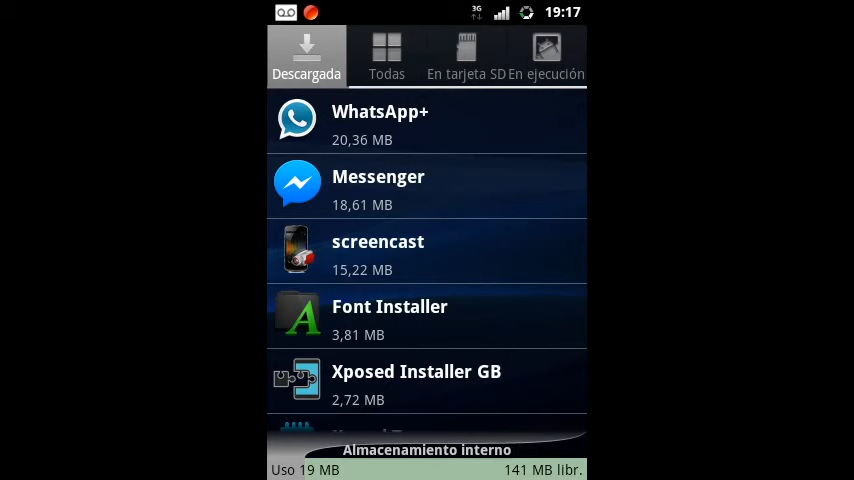 3G
19:17
Descargada
Todas
En tarjeta SD
En ejecución
WhatsApp+
20,36 MB
Messenger
18,61 MB
screencast
15,22 MB
Font Installer
3,81 MB
Xposed Installer GB
2,72 MB
Almacenamiento interno
Uso 19 MB
141 MB libr.